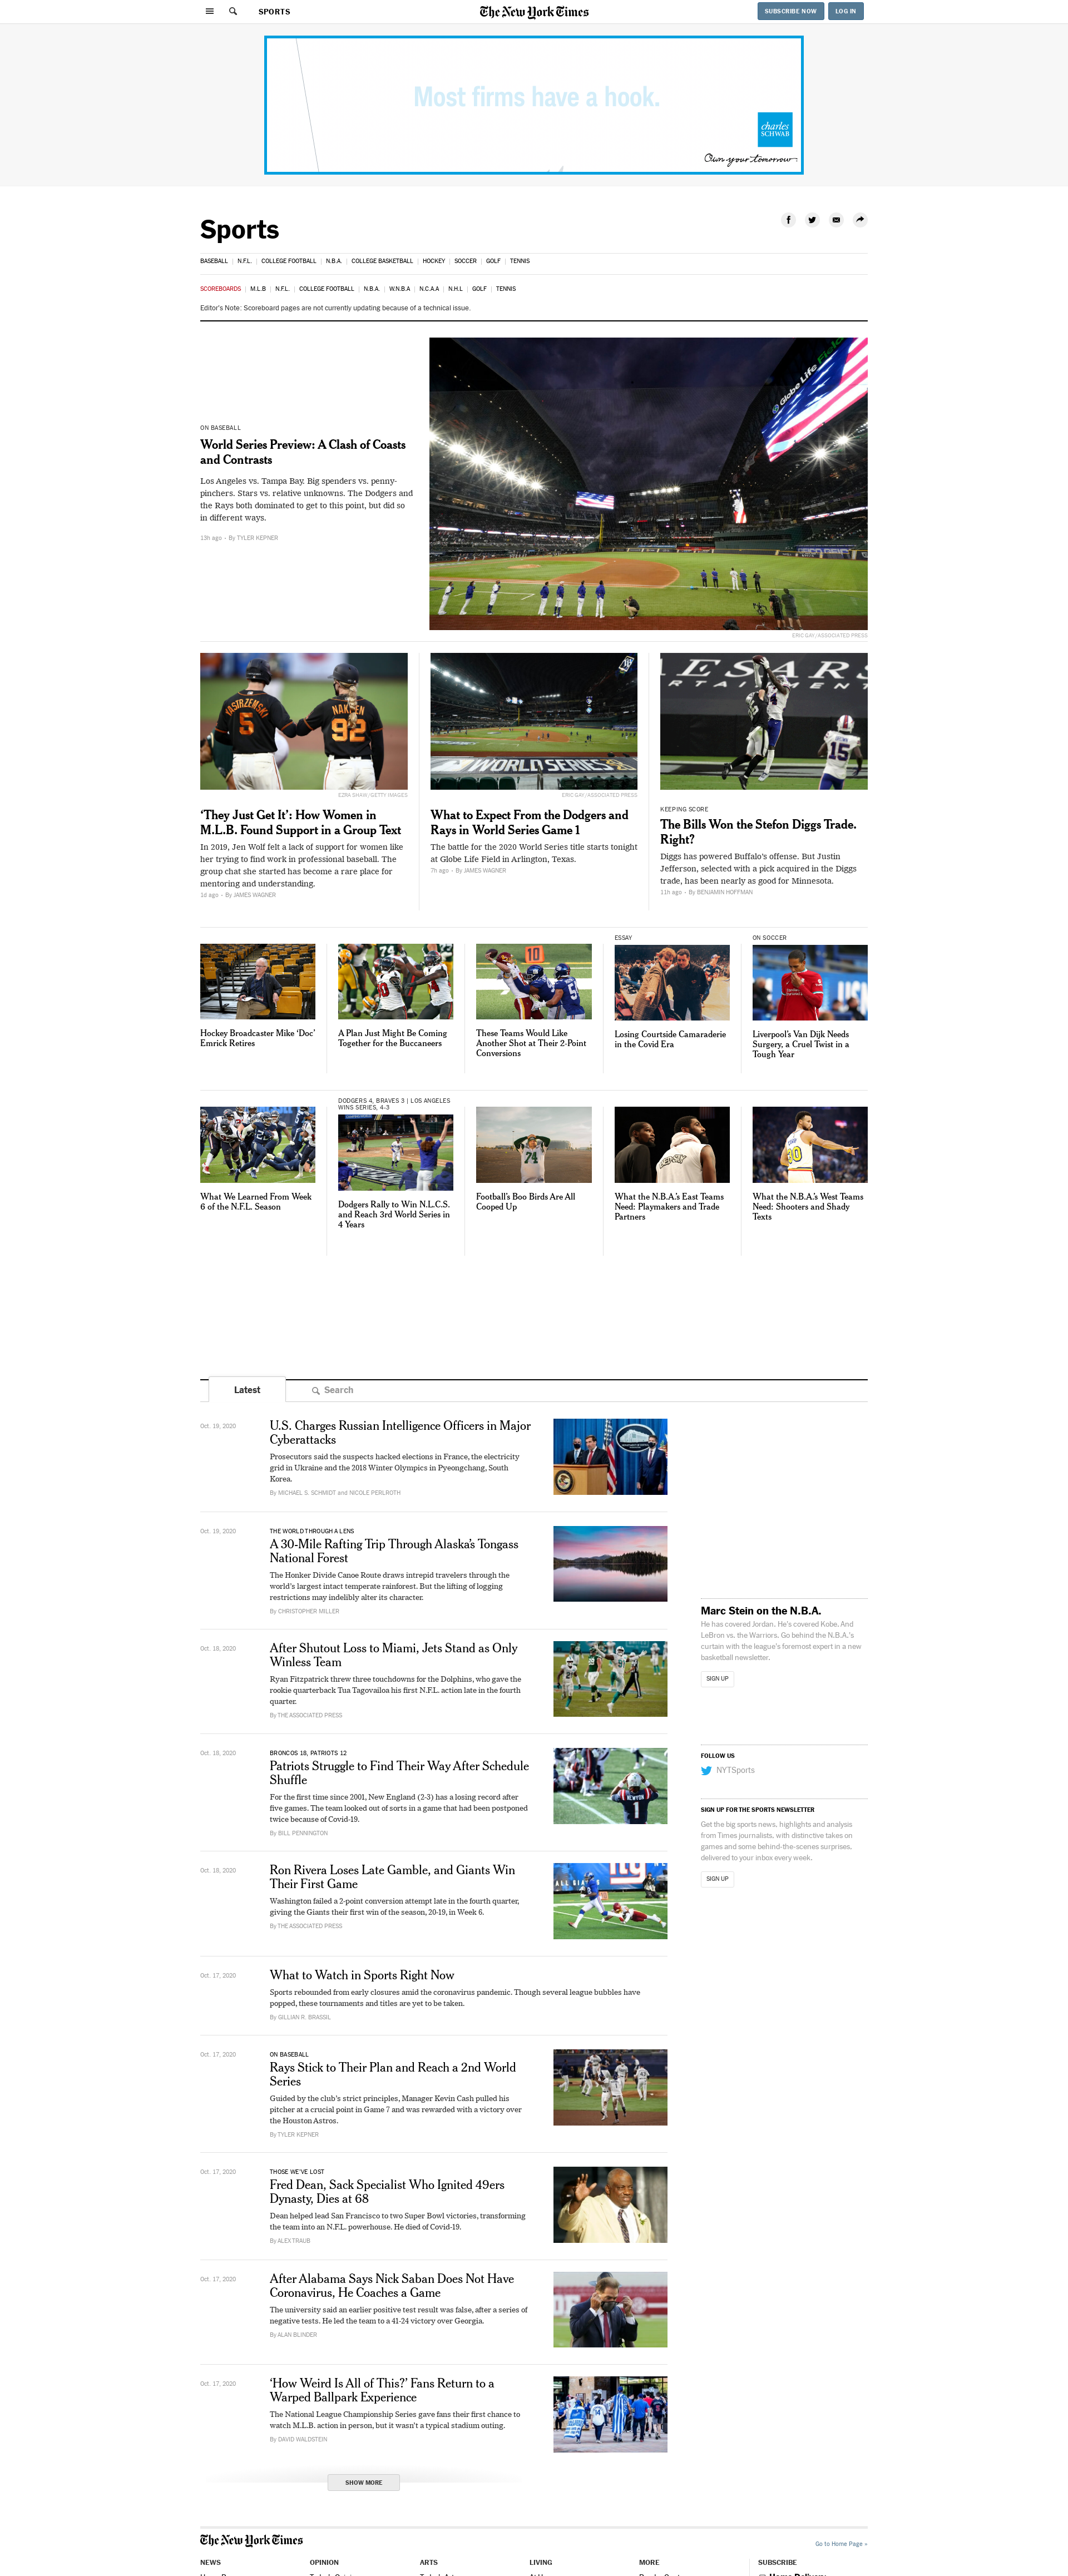 SPORTS
The New York Times
SUBSCRIBE NOW
LOG IN
Most firms have a hook.
charles
SCHWAB
Own your tomorrow
Sports
BASEBALL | N.F.L. | COLLEGE FOOTBALL | N.B.A. | COLLEGE BASKETBALL | HOCKEY | SOCCER | GOLF | TENNIS
SCOREBOARDS | M.L.B | N.F.L. | COLLEGE FOOTBALL | N.B.A. | W.N.B.A | N.C.A.A | N.H.L | GOLF | TENNIS
Editor's Note: Scoreboard pages are not currently updating because of a technical issue.
Globe Life Field
ON BASEBALL
World Series Preview: A Clash of Coasts
and Contrasts
Los Angeles vs. Tampa Bay. Big spenders vs. penny-
pinchers. Stars vs. relative unknowns. The Dodgers and
the Rays both dominated to get to this point, but did so
in different ways.
13h ago - By TYLER KEPNER
ERIC GAY/ASSOCIATED PRESS
YASTRZEMSKI
5
NAKKEN
92
EZRA SHAW/GETTY IMAGES
‘They Just Get It’: How Women in
M.L.B. Found Support in a Group Text
In 2019, Jen Wolf felt a lack of support for women like
her trying to find work in professional baseball. The
group chat she started has become a rare place for
mentoring and understanding.
1d ago - By JAMES WAGNER
WORLD SERIES
ERIC GAY/ASSOCIATED PRESS
What to Expect From the Dodgers and
Rays in World Series Game 1
The battle for the 2020 World Series title starts tonight
at Globe Life Field in Arlington, Texas.
7h ago - By JAMES WAGNER
15
KEEPING SCORE
The Bills Won the Stefon Diggs Trade.
Right?
Diggs has powered Buffalo’s offense. But Justin
Jefferson, selected with a pick acquired in the Diggs
trade, has been nearly as good for Minnesota.
11h ago - By BENJAMIN HOFFMAN
Hockey Broadcaster Mike ‘Doc’
Emrick Retires
A Plan Just Might Be Coming
Together for the Buccaneers
These Teams Would Like
Another Shot at Their 2-Point
Conversions
ESSAY
Losing Courtside Camaraderie
in the Covid Era
ON SOCCER
Liverpool’s Van Dijk Needs
Surgery, a Cruel Twist in a
Tough Year
What We Learned From Week
6 of the N.F.L. Season
DODGERS 4, BRAVES 3 | LOS ANGELES
WINS SERIES, 4-3
Dodgers Rally to Win N.L.C.S.
and Reach 3rd World Series in
4 Years
74
Football’s Boo Birds Are All
Cooped Up
What the N.B.A.’s East Teams
Need: Playmakers and Trade
Partners
30
What the N.B.A.’s West Teams
Need: Shooters and Shady
Texts
Latest
Search
Oct. 19, 2020
U.S. Charges Russian Intelligence Officers in Major
Cyberattacks
Prosecutors said the suspects hacked elections in France, the electricity
grid in Ukraine and the 2018 Winter Olympics in Pyeongchang, South
Korea.
By MICHAEL S. SCHMIDT and NICOLE PERLROTH
Oct. 19, 2020
THE WORLD THROUGH A LENS
A 30-Mile Rafting Trip Through Alaska’s Tongass
National Forest
The Honker Divide Canoe Route draws intrepid travelers through the
world’s largest intact temperate rainforest. But the lifting of logging
restrictions may indelibly alter its character.
By CHRISTOPHER MILLER
Oct. 18, 2020
After Shutout Loss to Miami, Jets Stand as Only
Winless Team
Ryan Fitzpatrick threw three touchdowns for the Dolphins, who gave the
rookie quarterback Tua Tagovailoa his first N.F.L. action late in the fourth
quarter.
By THE ASSOCIATED PRESS
Oct. 18, 2020
BRONCOS 18, PATRIOTS 12
Patriots Struggle to Find Their Way After Schedule
Shuffle
For the first time since 2001, New England (2-3) has a losing record after
five games. The team looked out of sorts in a game that had been postponed
twice because of Covid-19.
By BILL PENNINGTON
NEWTON
1
Oct. 18, 2020
Ron Rivera Loses Late Gamble, and Giants Win
Their First Game
Washington failed a 2-point conversion attempt late in the fourth quarter,
giving the Giants their first win of the season, 20-19, in Week 6.
By THE ASSOCIATED PRESS
Oct. 17, 2020
What to Watch in Sports Right Now
Sports rebounded from early closures amid the coronavirus pandemic. Though several league bubbles have
popped, these tournaments and titles are yet to be taken.
By GILLIAN R. BRASSIL
Oct. 17, 2020
ON BASEBALL
Rays Stick to Their Plan and Reach a 2nd World
Series
Guided by the club’s strict principles, Manager Kevin Cash pulled his
pitcher at a crucial point in Game 7 and was rewarded with a victory over
the Houston Astros.
By TYLER KEPNER
Oct. 17, 2020
THOSE WE’VE LOST
Fred Dean, Sack Specialist Who Ignited 49ers
Dynasty, Dies at 68
Dean helped lead San Francisco to two Super Bowl victories, transforming
the team into an N.F.L. powerhouse. He died of Covid-19.
By ALEX TRAUB
Oct. 17, 2020
After Alabama Says Nick Saban Does Not Have
Coronavirus, He Coaches a Game
The university said an earlier positive test result was false, after a series of
negative tests. He led the team to a 41-24 victory over Georgia.
By ALAN BLINDER
Oct. 17, 2020
‘How Weird Is All of This?’ Fans Return to a
Warped Ballpark Experience
The National League Championship Series gave fans their first chance to
watch M.L.B. action in person, but it wasn’t a typical stadium outing.
By DAVID WALDSTEIN
SHOW MORE
Marc Stein on the N.B.A.
He has covered Jordan. He’s covered Kobe. And
LeBron vs. the Warriors. Go behind the N.B.A.’s
curtain with the league’s foremost expert in a new
basketball newsletter.
SIGN UP
FOLLOW US
NYTSports
SIGN UP FOR THE SPORTS NEWSLETTER
Get the big sports news, highlights and analysis
from Times journalists, with distinctive takes on
games and some behind-the-scenes surprises,
delivered to your inbox every week.
SIGN UP
The New York Times
Go to Home Page »
NEWS
OPINION
ARTS
LIVING
MORE
SUBSCRIBE